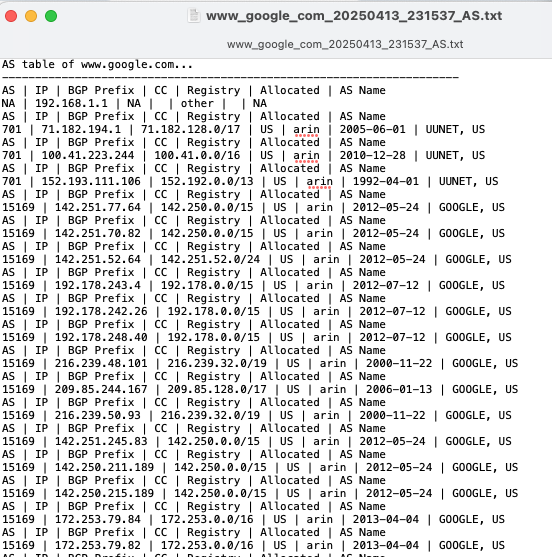 www_google_com_20250413_231537_AS.txt
www_google_com_20250413_231537_AS.txt
AS table of www.google.com...
----------------------------------------------------------------------
AS | IP | BGP Prefix | CC | Registry | Allocated | AS Name
NA | 192.168.1.1 | NA |  | other |  | NA
AS | IP | BGP Prefix | CC | Registry | Allocated | AS Name
701 | 71.182.194.1 | 71.182.128.0/17 | US | arin | 2005-06-01 | UUNET, US
AS | IP | BGP Prefix | CC | Registry | Allocated | AS Name
701 | 100.41.223.244 | 100.41.0.0/16 | US | arin | 2010-12-28 | UUNET, US
AS | IP | BGP Prefix | CC | Registry | Allocated | AS Name
701 | 152.193.111.106 | 152.192.0.0/13 | US | arin | 1992-04-01 | UUNET, US
AS | IP | BGP Prefix | CC | Registry | Allocated | AS Name
15169 | 142.251.77.64 | 142.250.0.0/15 | US | arin | 2012-05-24 | GOOGLE, US
AS | IP | BGP Prefix | CC | Registry | Allocated | AS Name
15169 | 142.251.70.82 | 142.250.0.0/15 | US | arin | 2012-05-24 | GOOGLE, US
AS | IP | BGP Prefix | CC | Registry | Allocated | AS Name
15169 | 142.251.52.64 | 142.251.52.0/24 | US | arin | 2012-05-24 | GOOGLE, US
AS | IP | BGP Prefix | CC | Registry | Allocated | AS Name
15169 | 192.178.243.4 | 192.178.0.0/15 | US | arin | 2012-07-12 | GOOGLE, US
AS | IP | BGP Prefix | CC | Registry | Allocated | AS Name
15169 | 192.178.242.26 | 192.178.0.0/15 | US | arin | 2012-07-12 | GOOGLE, US
AS | IP | BGP Prefix | CC | Registry | Allocated | AS Name
15169 | 192.178.248.40 | 192.178.0.0/15 | US | arin | 2012-07-12 | GOOGLE, US
AS | IP | BGP Prefix | CC | Registry | Allocated | AS Name
15169 | 216.239.48.101 | 216.239.32.0/19 | US | arin | 2000-11-22 | GOOGLE, US
AS | IP | BGP Prefix | CC | Registry | Allocated | AS Name
15169 | 209.85.244.167 | 209.85.128.0/17 | US | arin | 2006-01-13 | GOOGLE, US
AS | IP | BGP Prefix | CC | Registry | Allocated | AS Name
15169 | 216.239.50.93 | 216.239.32.0/19 | US | arin | 2000-11-22 | GOOGLE, US
AS | IP | BGP Prefix | CC | Registry | Allocated | AS Name
15169 | 142.251.245.83 | 142.250.0.0/15 | US | arin | 2012-05-24 | GOOGLE, US
AS | IP | BGP Prefix | CC | Registry | Allocated | AS Name
15169 | 142.250.211.189 | 142.250.0.0/15 | US | arin | 2012-05-24 | GOOGLE, US
AS | IP | BGP Prefix | CC | Registry | Allocated | AS Name
15169 | 142.250.215.189 | 142.250.0.0/15 | US | arin | 2012-05-24 | GOOGLE, US
AS | IP | BGP Prefix | CC | Registry | Allocated | AS Name
15169 | 172.253.79.84 | 172.253.0.0/16 | US | arin | 2013-04-04 | GOOGLE, US
AS | IP | BGP Prefix | CC | Registry | Allocated | AS Name
15169 | 172.253.79.82 | 172.253.0.0/16 | US | arin | 2013-04-04 | GOOGLE, US
AS | IP | BGP Prefix | CC | Registry | Allocated | AS Name